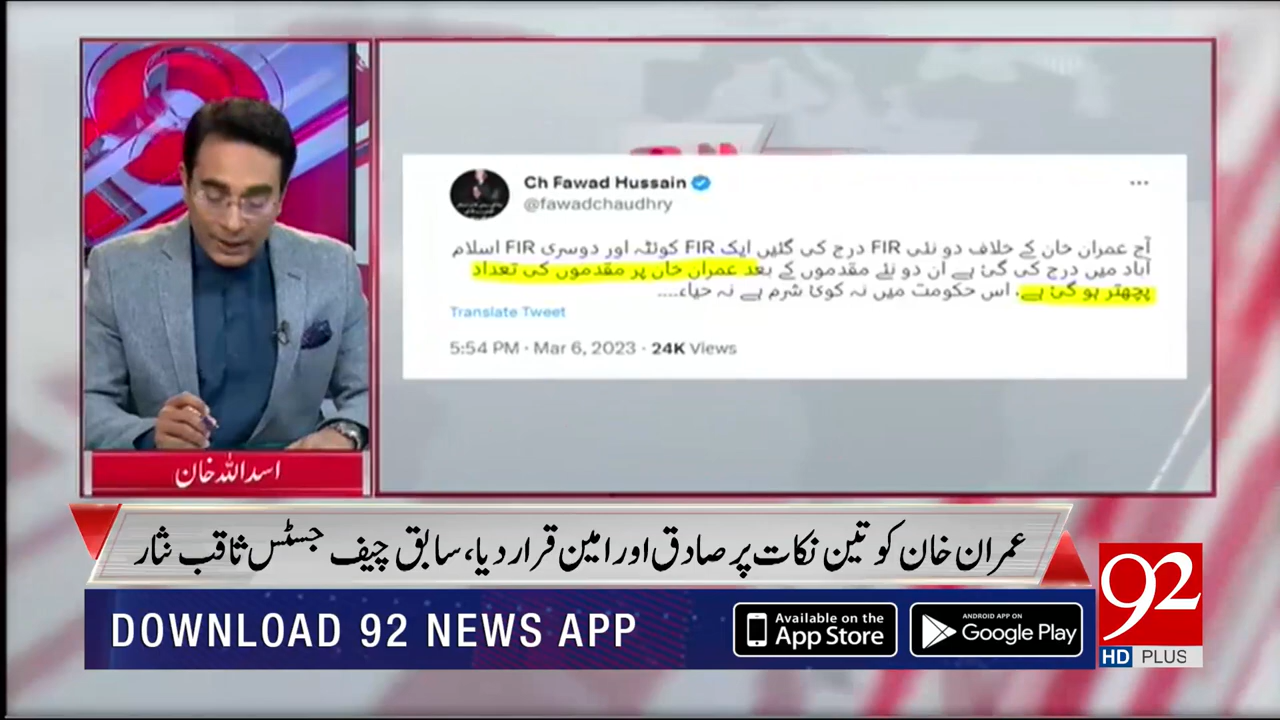 Ch Fawad Hussain
@fawadchaudhry
آج عمران خان کے خلاف دو نئی FIR درج کی گئیں ایک FIR کوئٹہ اور دوسری FIR اسلام
آباد میں درج کی گئ ہے ان دو نئے مقدموں کے بعد عمران خان پر مقدموں کی تعداد
پچھتر ہو گئ ہے، اس حکومت میں نہ کوئ شرم ہے نہ حیاء....
Translate Tweet
5:54 PM · Mar 6, 2023 · 24K Views
اسد اللہ خان
عمران خان کو تین نکات پر صادق اور امین قرار دیا، سابق چیف جسٹس ثاقب نثار
DOWNLOAD 92 NEWS APP
Available on the
App Store
ANDROID APP ON
Google Play
92
HD PLUS